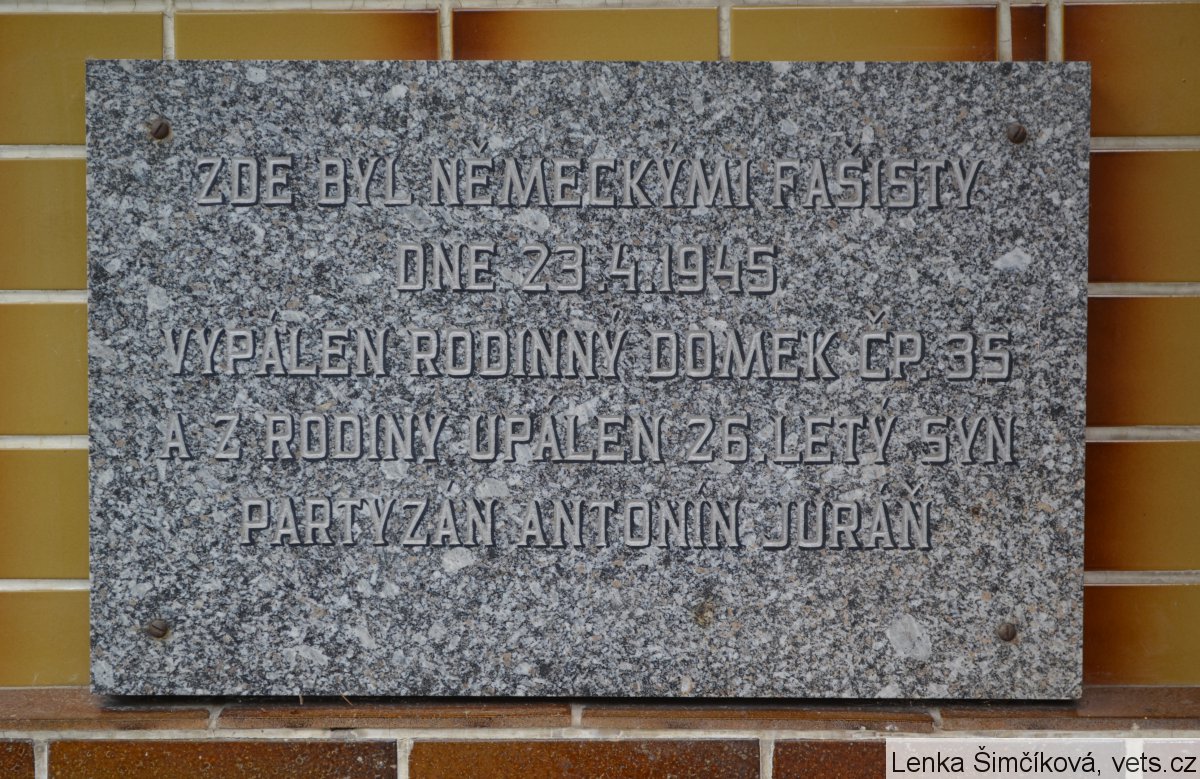 ZDE BYL NĚMECKÝMI FAŠISTY
DNE 23.4.1945
VYPÁLEN RODINNÝ DOMEK ČP. 35
A Z RODINY UPÁLEN 26.LETÝ SYN
PARTYZÁN ANTONÍN JURÁŇ
Lenka Šimčíková, vets.cz